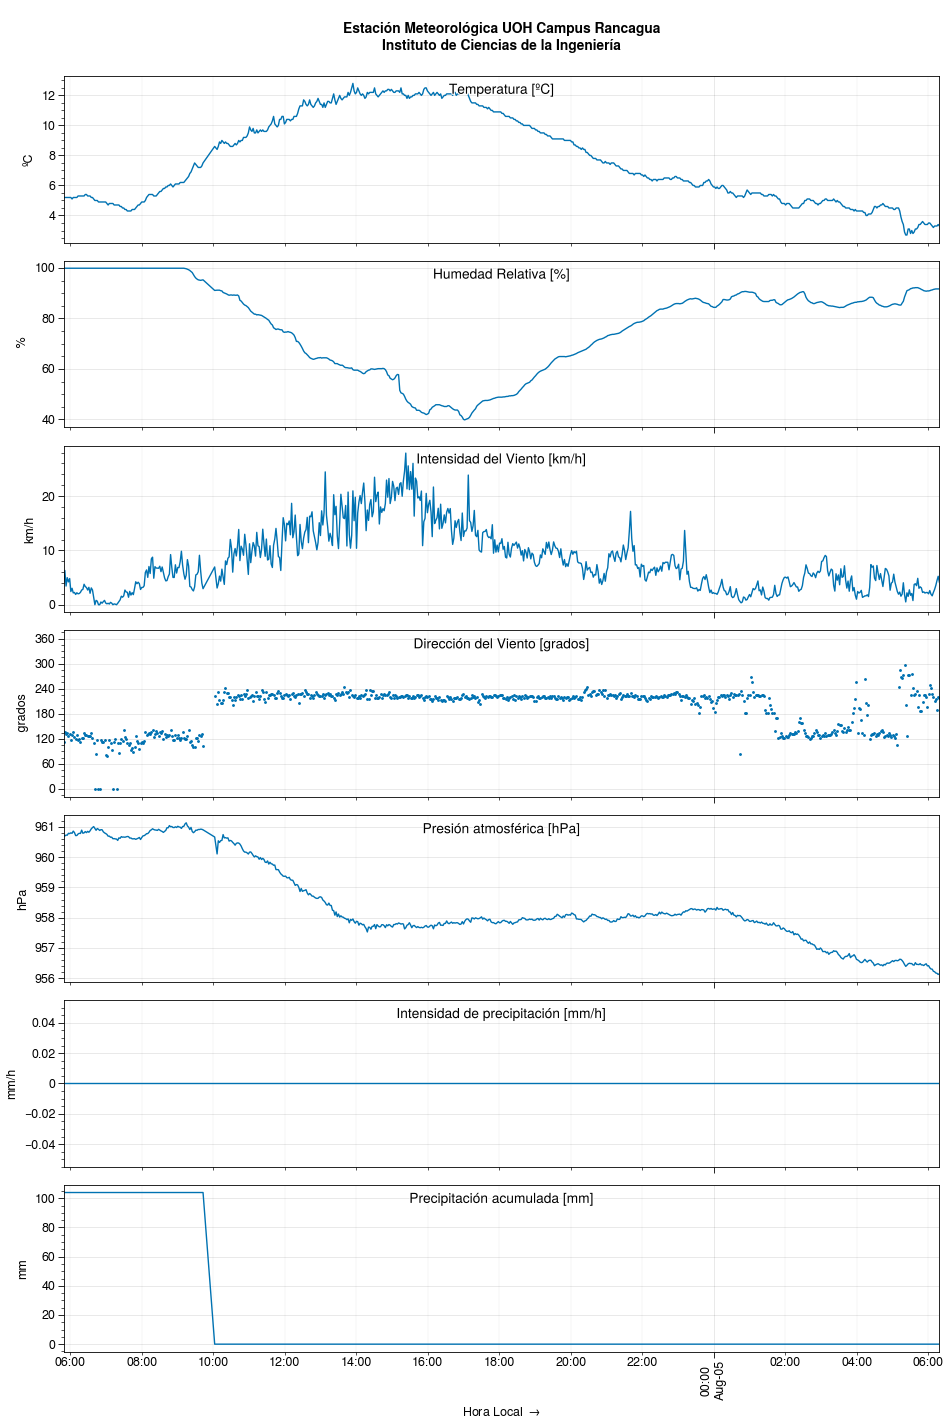 Estación Meteorológica UOH Campus Rancagua
Instituto de Ciencias de la Ingeniería
Temperatura [ºC]
ºC
12
10
8
6
4
Humedad Relativa [%]
%
100
80
60
40
Intensidad del Viento [km/h]
km/h
20
10
0
Dirección del Viento [grados]
grados
360
300
240
180
120
60
0
Presión atmosférica [hPa]
hPa
961
960
959
958
957
956
Intensidad de precipitación [mm/h]
mm/h
0.04
0.02
0
−0.02
−0.04
Precipitación acumulada [mm]
mm
100
80
60
40
20
0
06:00 08:00 10:00 12:00 14:00 16:00 18:00 20:00 22:00 00:00 02:00 04:00 06:00
Aug-05
Hora Local →